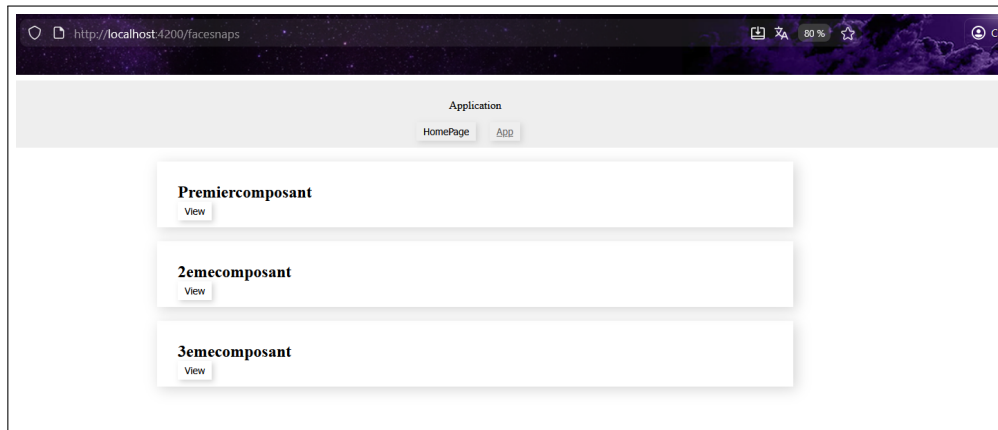 http://localhost:4200/facesnaps 80 %
Application
HomePage App
Premiercomposant
View
2emecomposant
View
3emecomposant
View